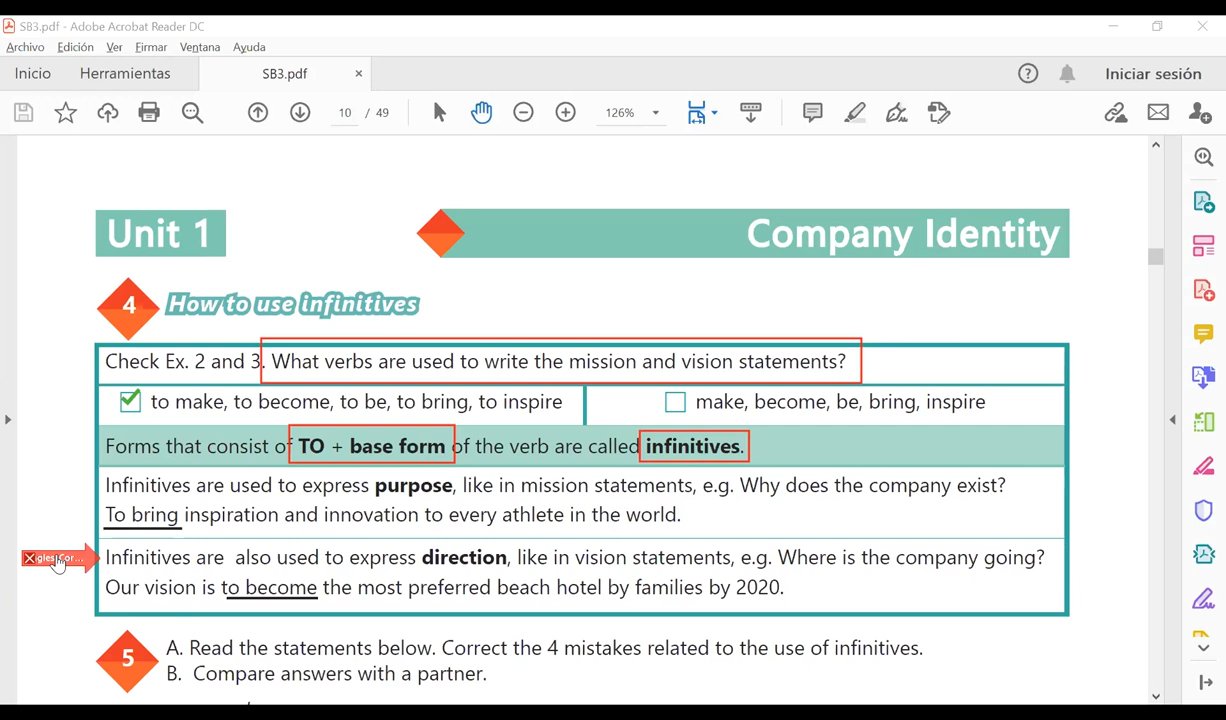 SB3.pdf - Adobe Acrobat Reader DC
Archivo Edición Ver Firmar Ventana Ayuda
Inicio Herramientas SB3.pdf × Iniciar sesión
10 / 49 126%
Unit 1 Company Identity
4 How to use infinitives
Check Ex. 2 and 3. What verbs are used to write the mission and vision statements?
to make, to become, to be, to bring, to inspire
make, become, be, bring, inspire
Forms that consist of TO + base form of the verb are called infinitives.
Infinitives are used to express purpose, like in mission statements, e.g. Why does the company exist?
To bring inspiration and innovation to every athlete in the world.
Infinitives are also used to express direction, like in vision statements, e.g. Where is the company going?
Our vision is to become the most preferred beach hotel by families by 2020.
5 A. Read the statements below. Correct the 4 mistakes related to the use of infinitives.
B. Compare answers with a partner.